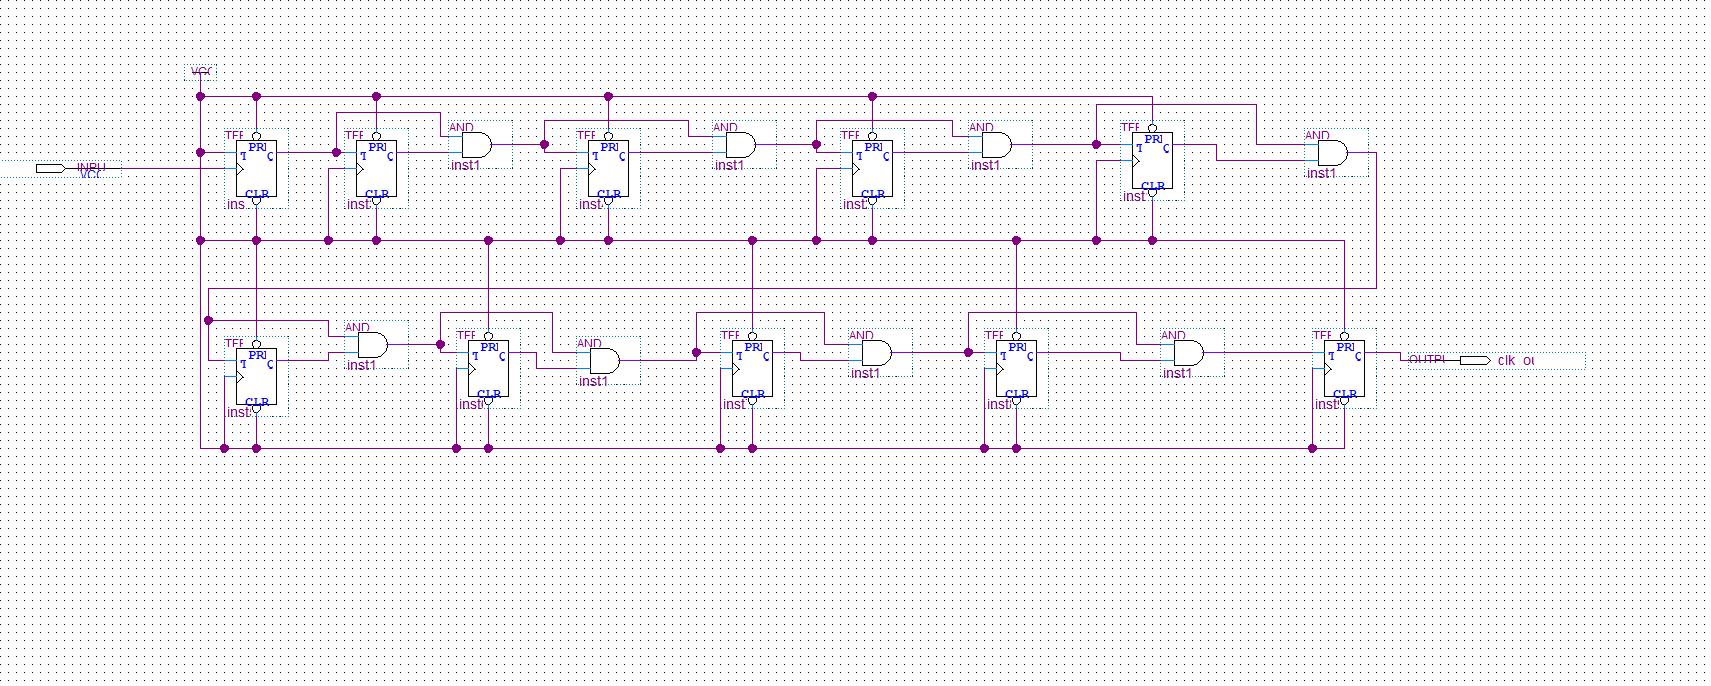 VCC
AND
AND
AND
TFF
AND
TFF
TFF
TFF
TFF
PRN
PRN
PRN
PRN
PRN
T
Q
T
Q
T
Q
T
Q
T
Q
INPUT
VCC
inst1
inst1
inst1
inst1
CLR
CLR
CLR
CLR
CLR
ins
inst
inst
inst
inst
AND
TFF
AND
TFF
AND
TFF
AND
TFF
TFF
PRN
PRN
PRN
PRN
PRN
T
Q
T
Q
T
Q
T
Q
T
Q
OUTPUT
clk_ou
inst1
inst1
inst1
inst1
CLR
CLR
CLR
CLR
CLR
inst
inst
inst
inst
inst